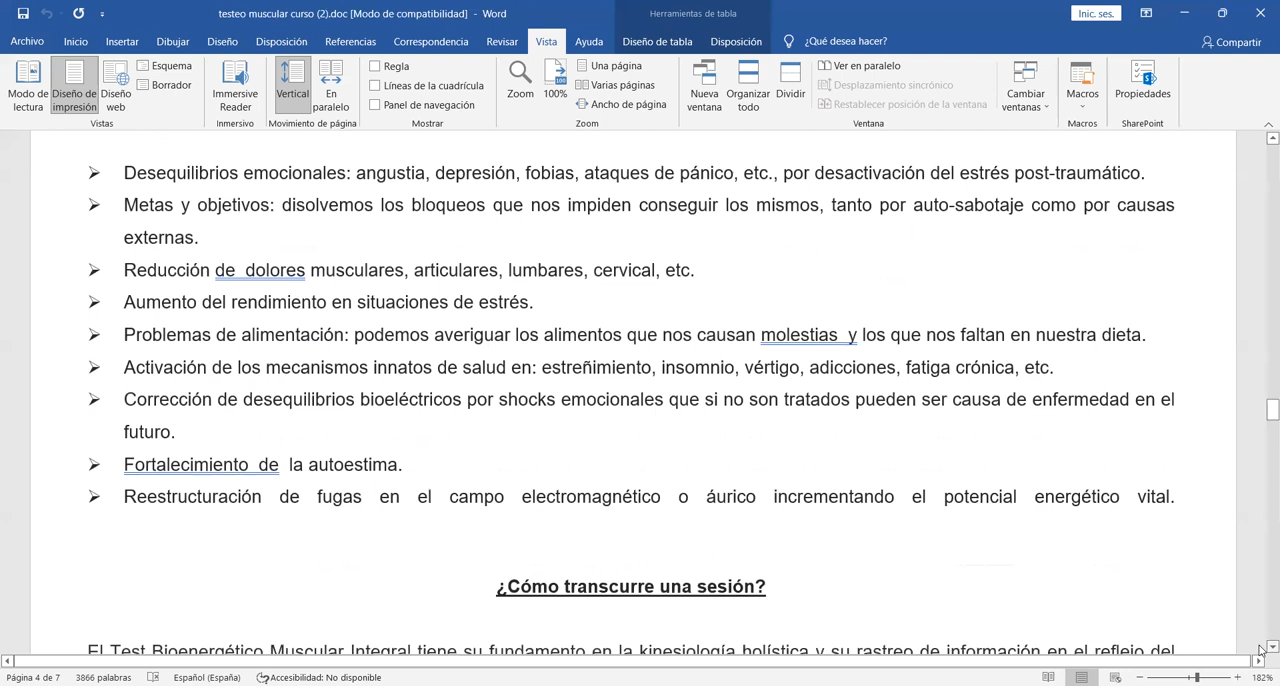 testeo muscular curso (2).doc [Modo de compatibilidad] - Word
Herramientas de tabla
Inic. ses.
Archivo Inicio Insertar Dibujar Diseño Disposición Referencias Correspondencia Revisar Vista Ayuda Diseño de tabla Disposición ¿Qué desea hacer? Compartir
Modo de lectura
Diseño de impresión
Diseño web
Esquema
Borrador
Vistas
Immersive Reader
Inmersivo
Vertical
En paralelo
Movimiento de página
Regla
Líneas de la cuadrícula
Panel de navegación
Mostrar
Zoom
100
100%
Una página
Varias páginas
Ancho de página
Zoom
Nueva ventana
Organizar todo
Dividir
Ver en paralelo
Desplazamiento sincrónico
Restablecer posición de la ventana
Ventana
Cambiar ventanas
Macros
Macros
Propiedades
SharePoint
➢ Desequilibrios emocionales: angustia, depresión, fobias, ataques de pánico, etc., por desactivación del estrés post-traumático.
➢ Metas y objetivos: disolvemos los bloqueos que nos impiden conseguir los mismos, tanto por auto-sabotaje como por causas
externas.
➢ Reducción de  dolores musculares, articulares, lumbares, cervical, etc.
➢ Aumento del rendimiento en situaciones de estrés.
➢ Problemas de alimentación: podemos averiguar los alimentos que nos causan molestias  y los que nos faltan en nuestra dieta.
➢ Activación de los mecanismos innatos de salud en: estreñimiento, insomnio, vértigo, adicciones, fatiga crónica, etc.
➢ Corrección de desequilibrios bioeléctricos por shocks emocionales que si no son tratados pueden ser causa de enfermedad en el
futuro.
➢ Fortalecimiento  de  la autoestima.
➢ Reestructuración de fugas en el campo electromagnético o áurico incrementando el potencial energético vital.
¿Cómo transcurre una sesión?
El Test Bioenergético Muscular Integral tiene su fundamento en la kinesiología holística y su rastreo de información en el reflejo del
Página 4 de 7 3866 palabras Español (España) Accesibilidad: No disponible 182%